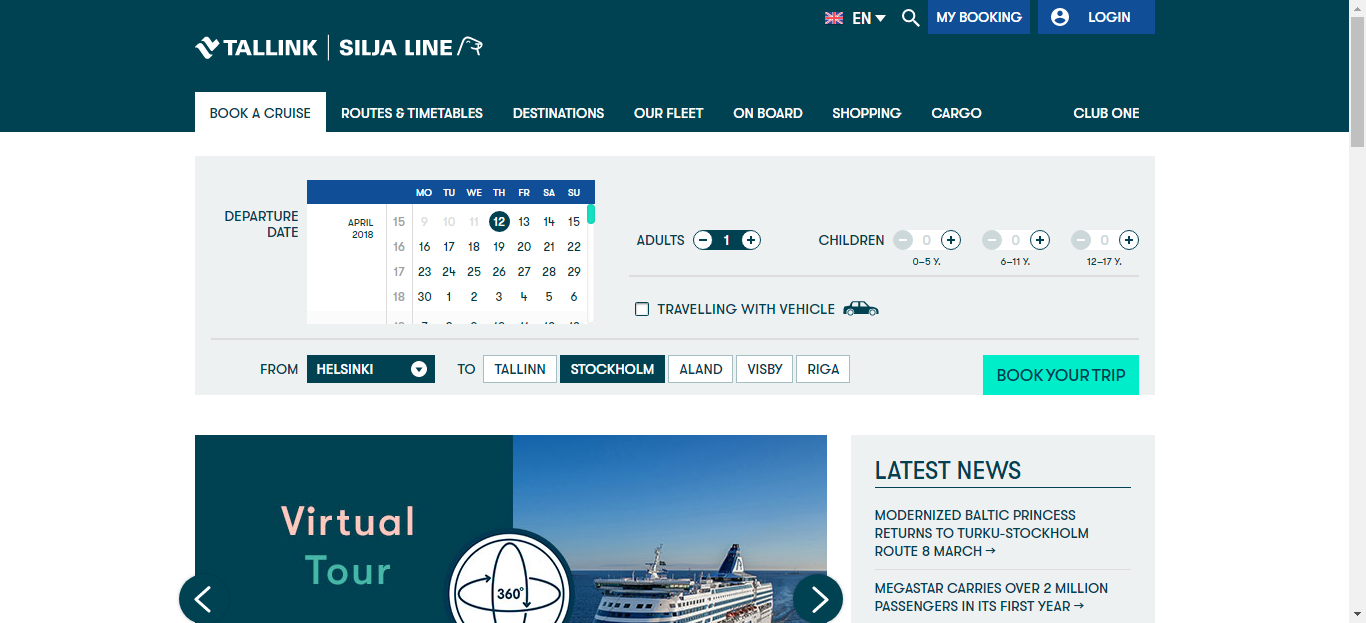 EN
MY BOOKING
LOGIN
TALLINK | SILJA LINE
BOOK A CRUISE
ROUTES & TIMETABLES
DESTINATIONS
OUR FLEET
ON BOARD
SHOPPING
CARGO
CLUB ONE
DEPARTURE
DATE
MO TU WE TH FR SA SU
APRIL
2018
15 9 10 11 12 13 14 15
16 16 17 18 19 20 21 22
17 23 24 25 26 27 28 29
18 30 1 2 3 4 5 6
ADULTS 1
CHILDREN 0 0 0
0–5 Y. 6–11 Y. 12–17 Y.
TRAVELLING WITH VEHICLE
FROM HELSINKI TO TALLINN STOCKHOLM ALAND VISBY RIGA
BOOK YOUR TRIP
Virtual
Tour
360°
LATEST NEWS
MODERNIZED BALTIC PRINCESS
RETURNS TO TURKU-STOCKHOLM
ROUTE 8 MARCH →
MEGASTAR CARRIES OVER 2 MILLION
PASSENGERS IN ITS FIRST YEAR →